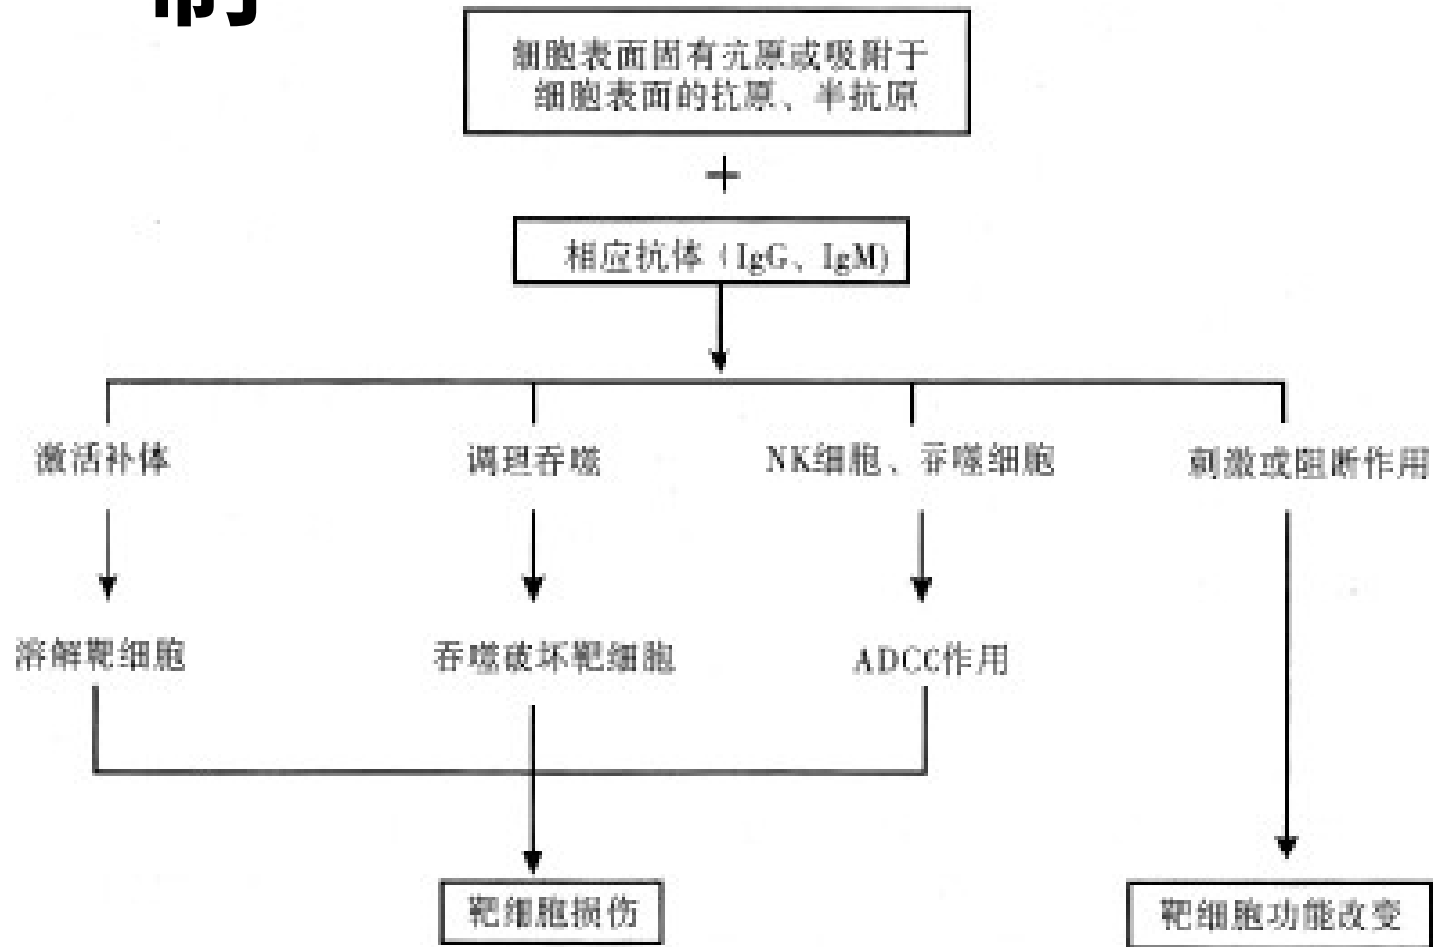 制
细胞表面固有抗原或吸附于
细胞表面的抗原、半抗原
+
相应抗体（IgG、IgM）
激活补体
调理吞噬
NK细胞、吞噬细胞
刺激或阻断作用
溶解靶细胞
吞噬破坏靶细胞
ADCC作用
靶细胞损伤
靶细胞功能改变